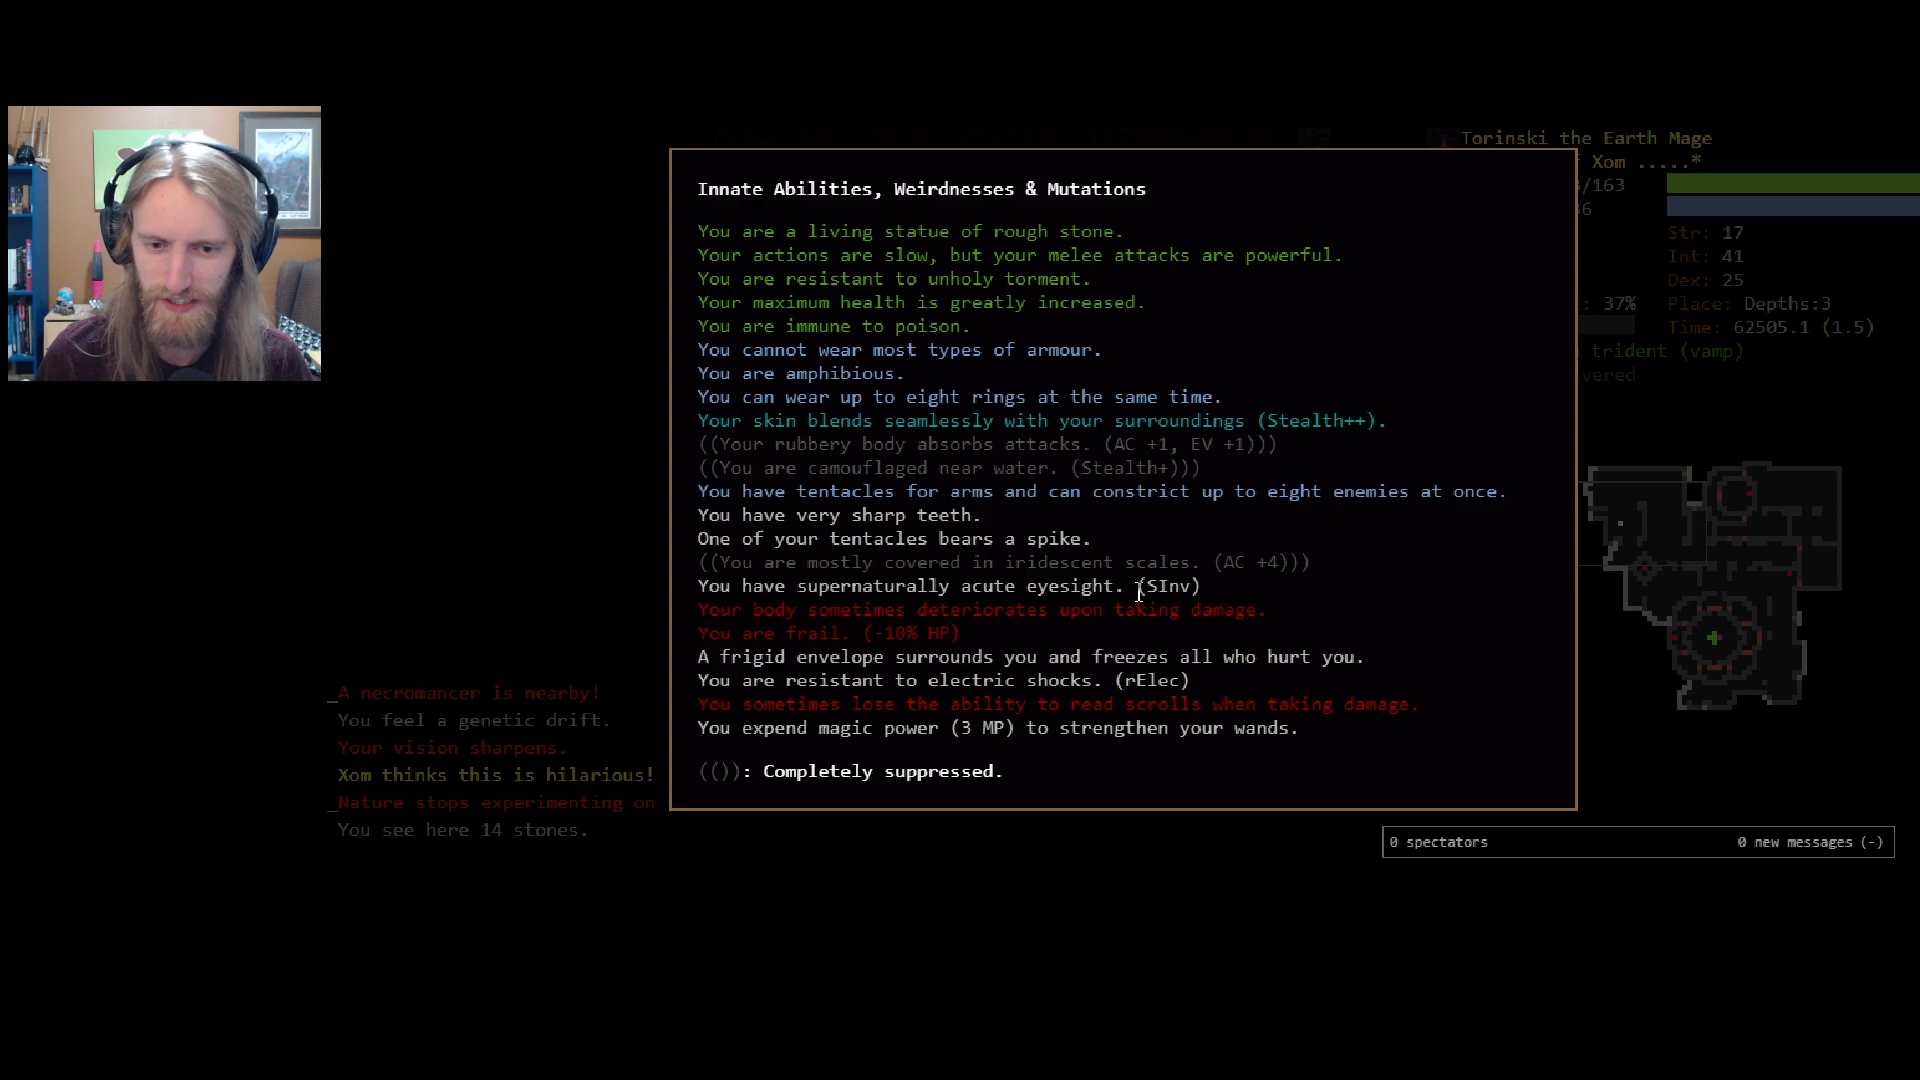 Torinski the Earth Mage
Xom .....*
Innate Abilities, Weirdnesses & Mutations
/163
You are a living statue of rough stone.
Str: 17
Your actions are slow, but your melee attacks are powerful.
Int: 41
You are resistant to unholy torment.
Dex: 25
Your maximum health is greatly increased.
: 37%
Place: Depths:3
You are immune to poison.
Time: 62505.1 (1.5)
You cannot wear most types of armour.
trident (vamp)
You are amphibious.
vered
You can wear up to eight rings at the same time.
Your skin blends seamlessly with your surroundings (Stealth++).
((Your rubbery body absorbs attacks. (AC +1, EV +1)))
((You are camouflaged near water. (Stealth+)))
You have tentacles for arms and can constrict up to eight enemies at once.
You have very sharp teeth.
One of your tentacles bears a spike.
((You are mostly covered in iridescent scales. (AC +4)))
You have supernaturally acute eyesight. (SInv)
Your body sometimes deteriorates upon taking damage.
You are frail. (-10% HP)
A frigid envelope surrounds you and freezes all who hurt you.
You are resistant to electric shocks. (rElec)
You sometimes lose the ability to read scrolls when taking damage.
You expend magic power (3 MP) to strengthen your wands.
(()): Completely suppressed.
_A necromancer is nearby!
You feel a genetic drift.
Your vision sharpens.
Xom thinks this is hilarious!
_Nature stops experimenting on
You see here 14 stones.
0 spectators
0 new messages (-)